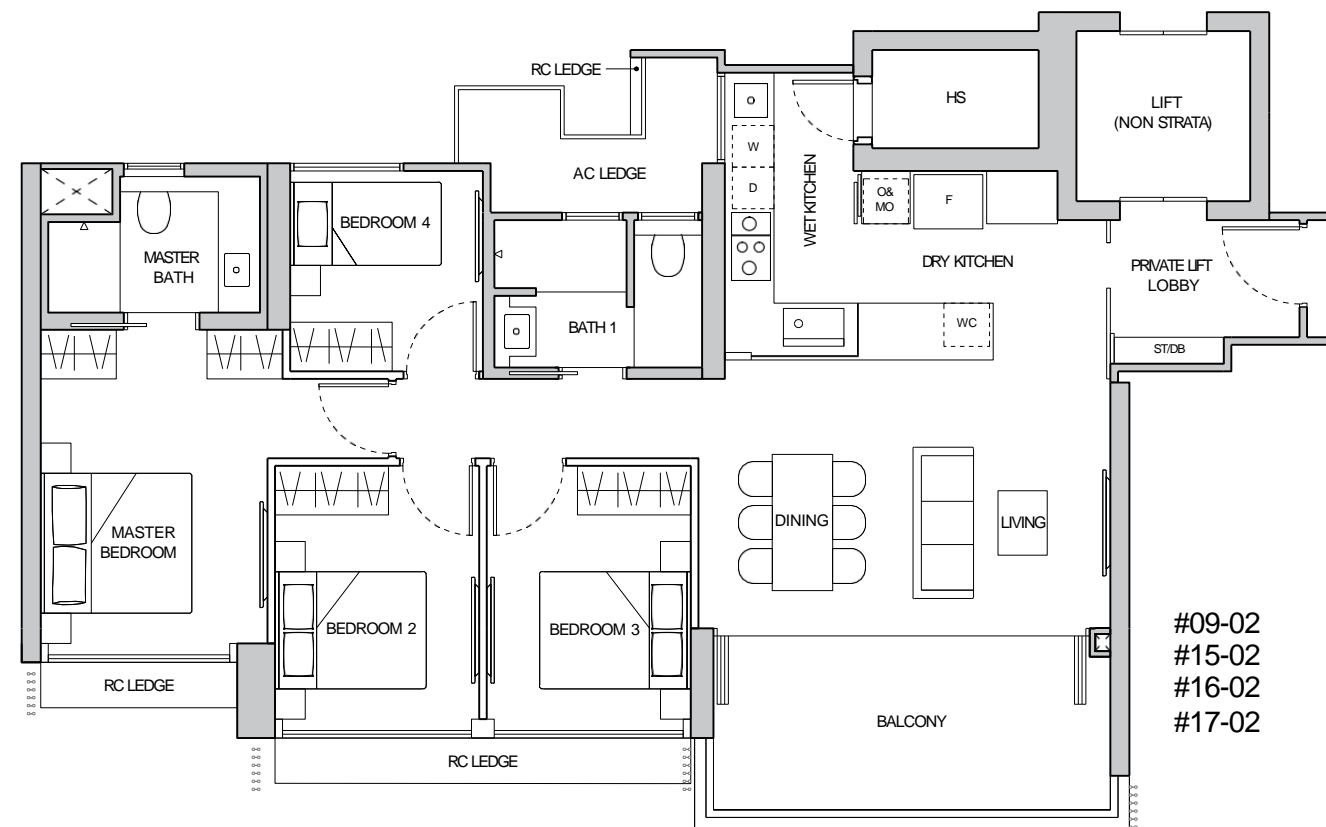 RC LEDGE
HS
LIFT
(NON STRATA)
W
D
WET KITCHEN
O&
MO
F
AC LEDGE
BEDROOM 4
MASTER
BATH
DRY KITCHEN
PRIVATE LIFT
LOBBY
BATH 1
WC
ST/DB
MASTER
BEDROOM
DINING
LIVING
BEDROOM 2
BEDROOM 3
#09-02
#15-02
#16-02
#17-02
RC LEDGE
BALCONY
RC LEDGE